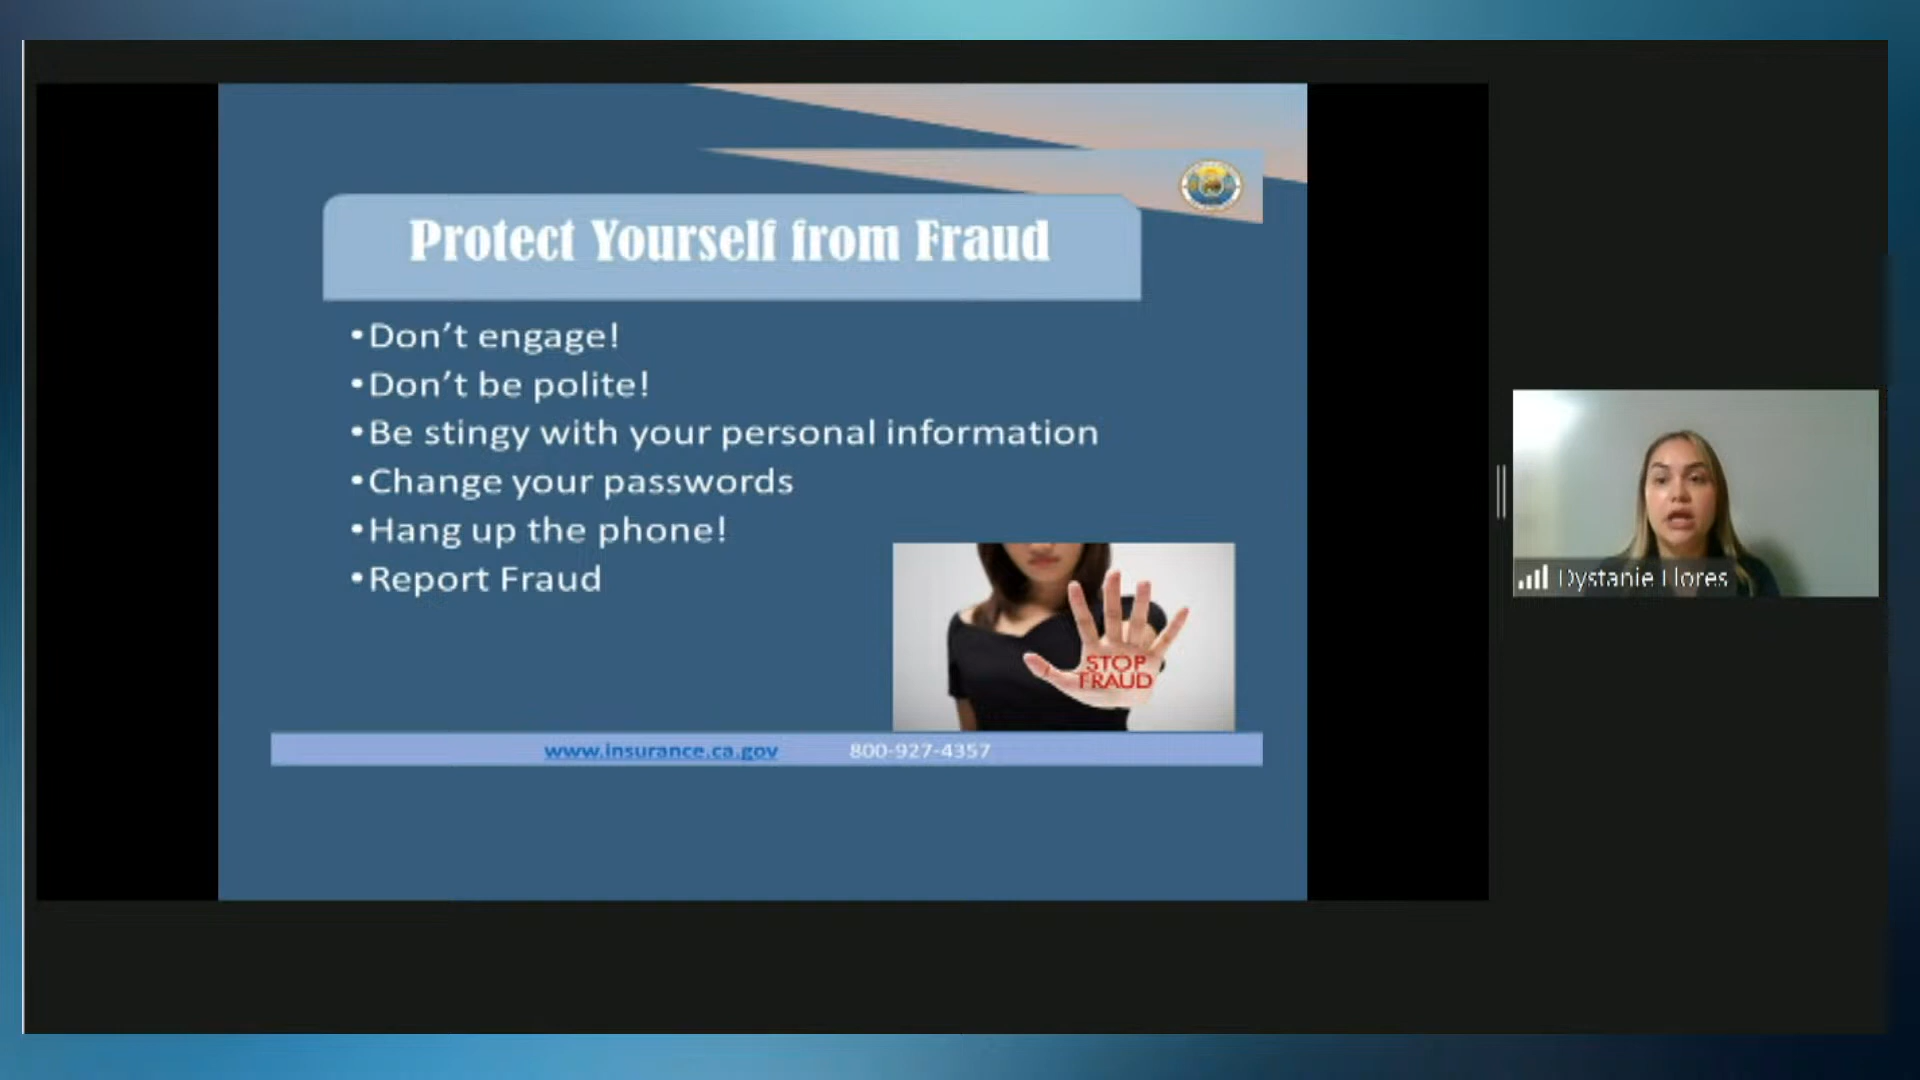 Protect Yourself from Fraud
•Don't engage!
•Don't be polite!
•Be stingy with your personal information
•Change your passwords
•Hang up the phone!
•Report Fraud
STOP
FRAUD
Dystanie Flores
www.insurance.ca.gov 800-927-4357